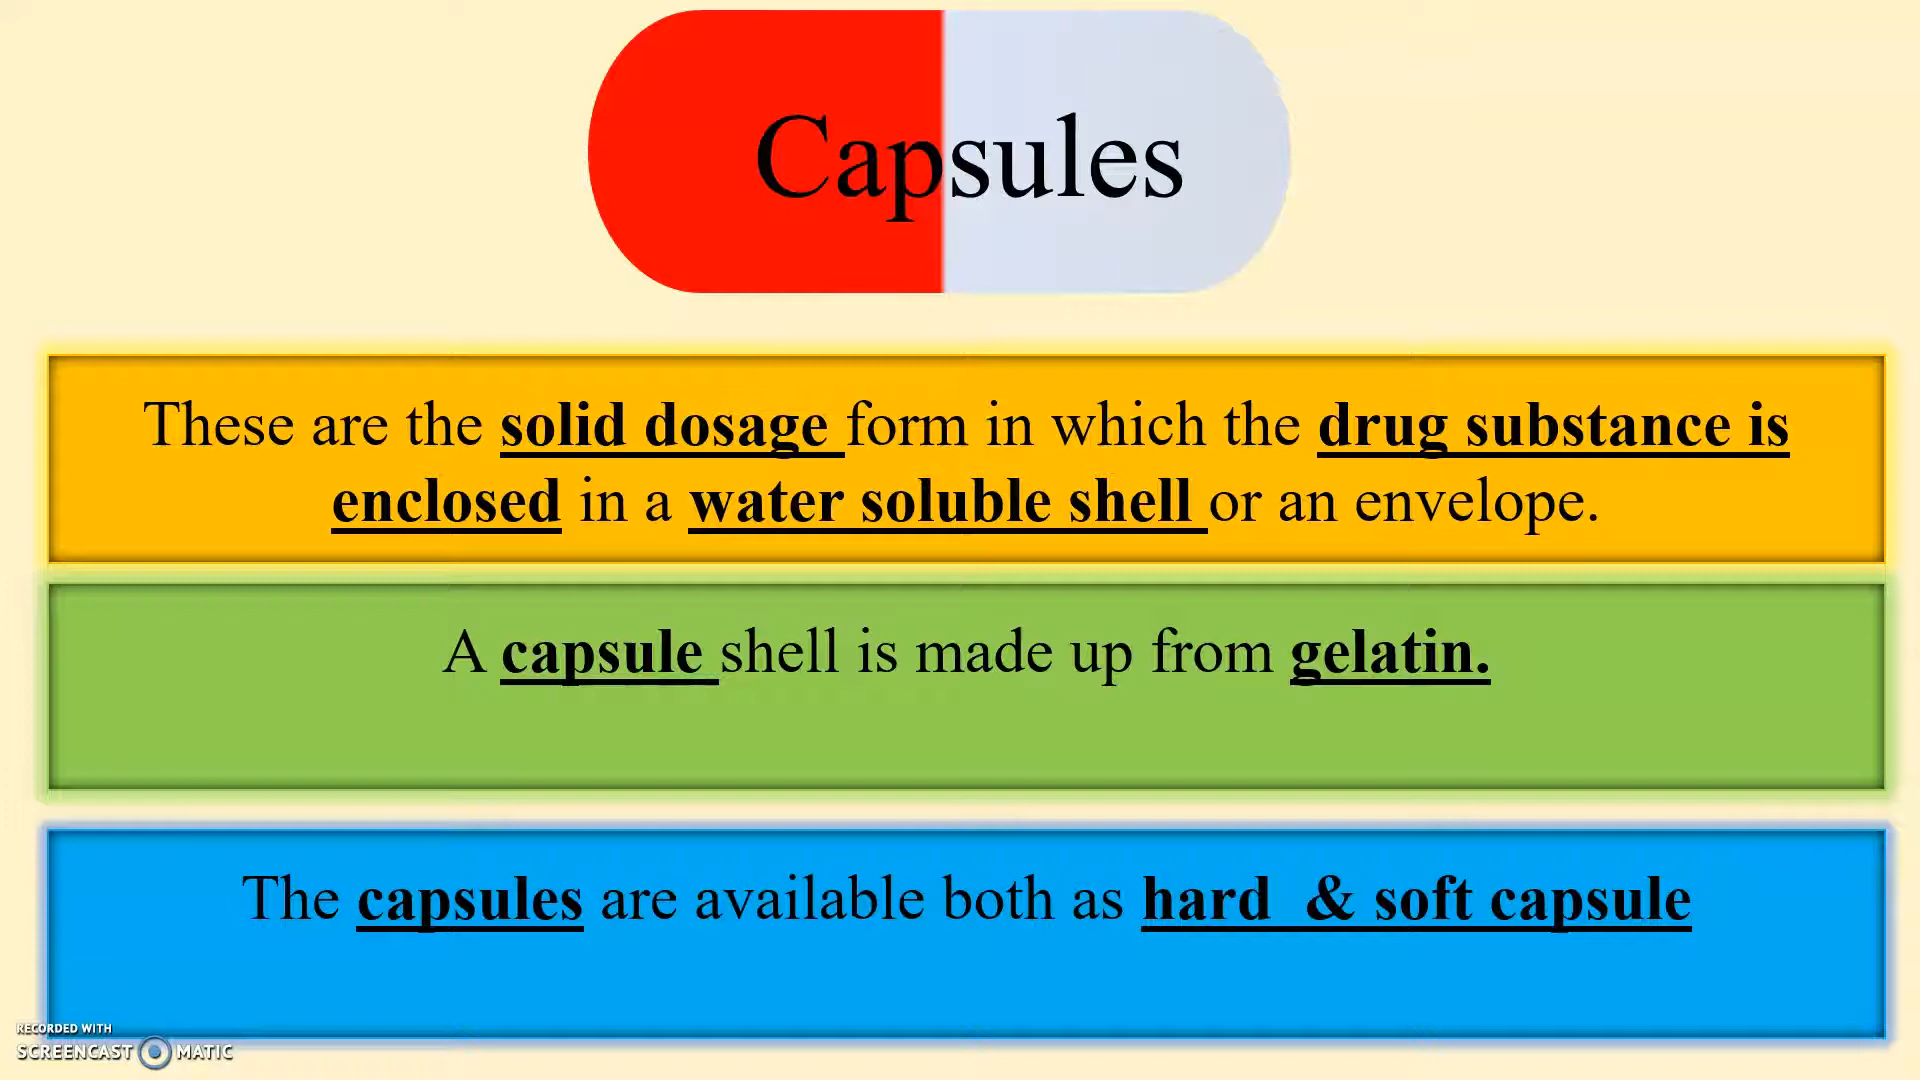 Capsules
These are the solid dosage form in which the drug substance is
enclosed in a water soluble shell or an envelope.
A capsule shell is made up from gelatin.
The capsules are available both as hard  & soft capsule
RECORDED WITH
SCREENCAST MATIC